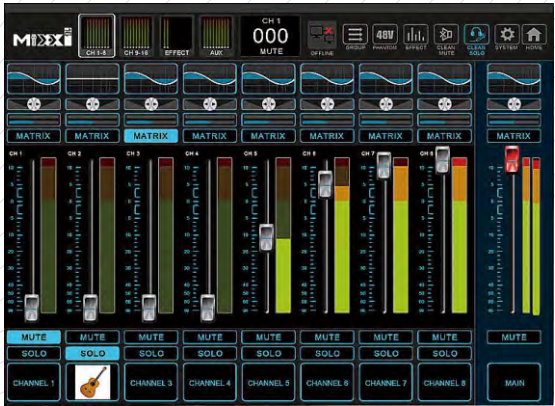 MiXXi
CH 1-8
CH 9-16
EFFECT
AUX
CH 1
000
MUTE
OFFLINE
GROUP
48V
PHANTOM
EFFECT
CLEAN MUTE
CLEAN SOLO
SYSTEM
HOME
MATRIX MATRIX MATRIX MATRIX MATRIX MATRIX MATRIX MATRIX MATRIX
CH 1 CH 2 CH 3 CH 4 CH 5 CH 6 CH 7 CH 8
MUTE MUTE MUTE MUTE MUTE MUTE MUTE MUTE MUTE
SOLO SOLO SOLO SOLO SOLO SOLO SOLO SOLO
CHANNEL 1 CHANNEL 3 CHANNEL 4 CHANNEL 5 CHANNEL 6 CHANNEL 7 CHANNEL 8 MAIN